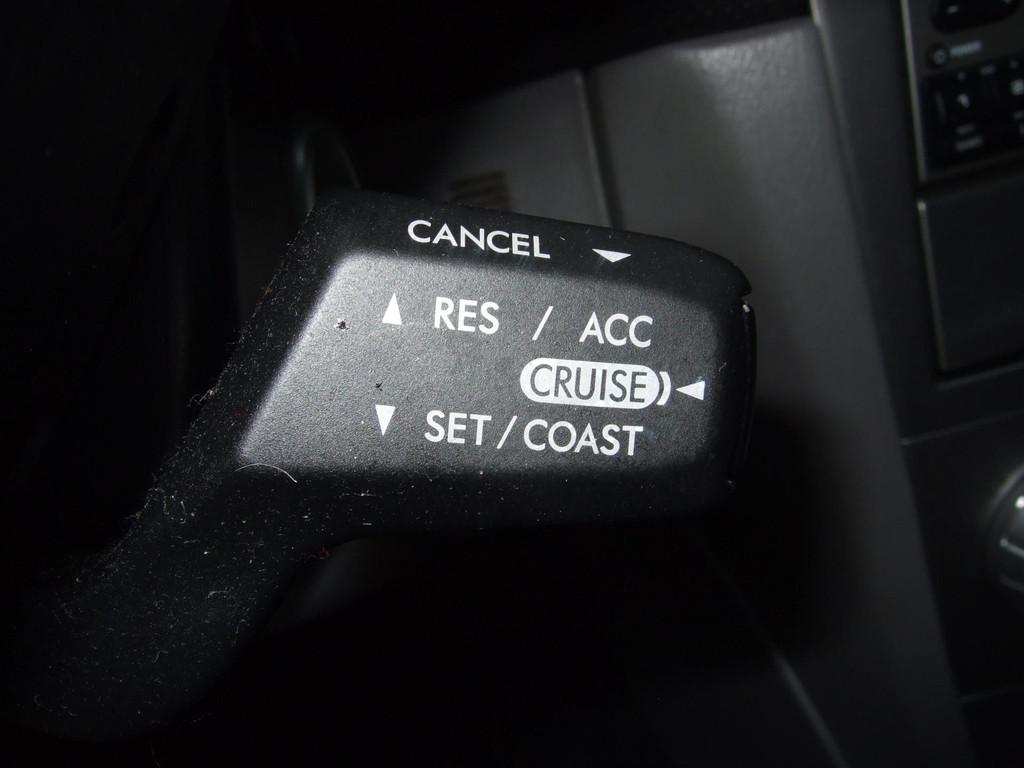 CANCEL
RES / ACC
CRUISE
SET / COAST